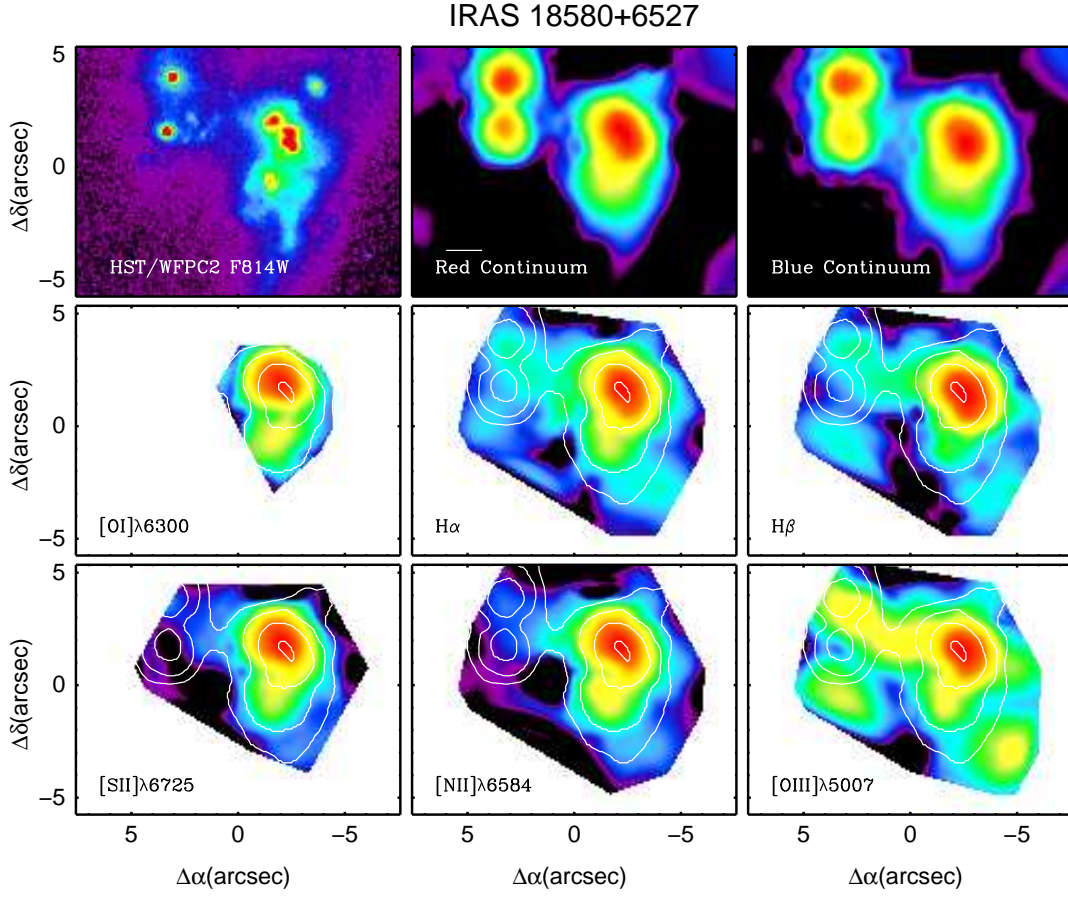 IRAS 18580+6527
5
0
−5
Δδ(arcsec)
HST/WFPC2 F814W
Red Continuum
Blue Continuum
5
0
−5
Δδ(arcsec)
[OI]λ6300
Hα
Hβ
5
0
−5
Δδ(arcsec)
[SII]λ6725
[NII]λ6584
[OIII]λ5007
5 0 −5
5 0 −5
5 0 −5
Δα(arcsec)
Δα(arcsec)
Δα(arcsec)